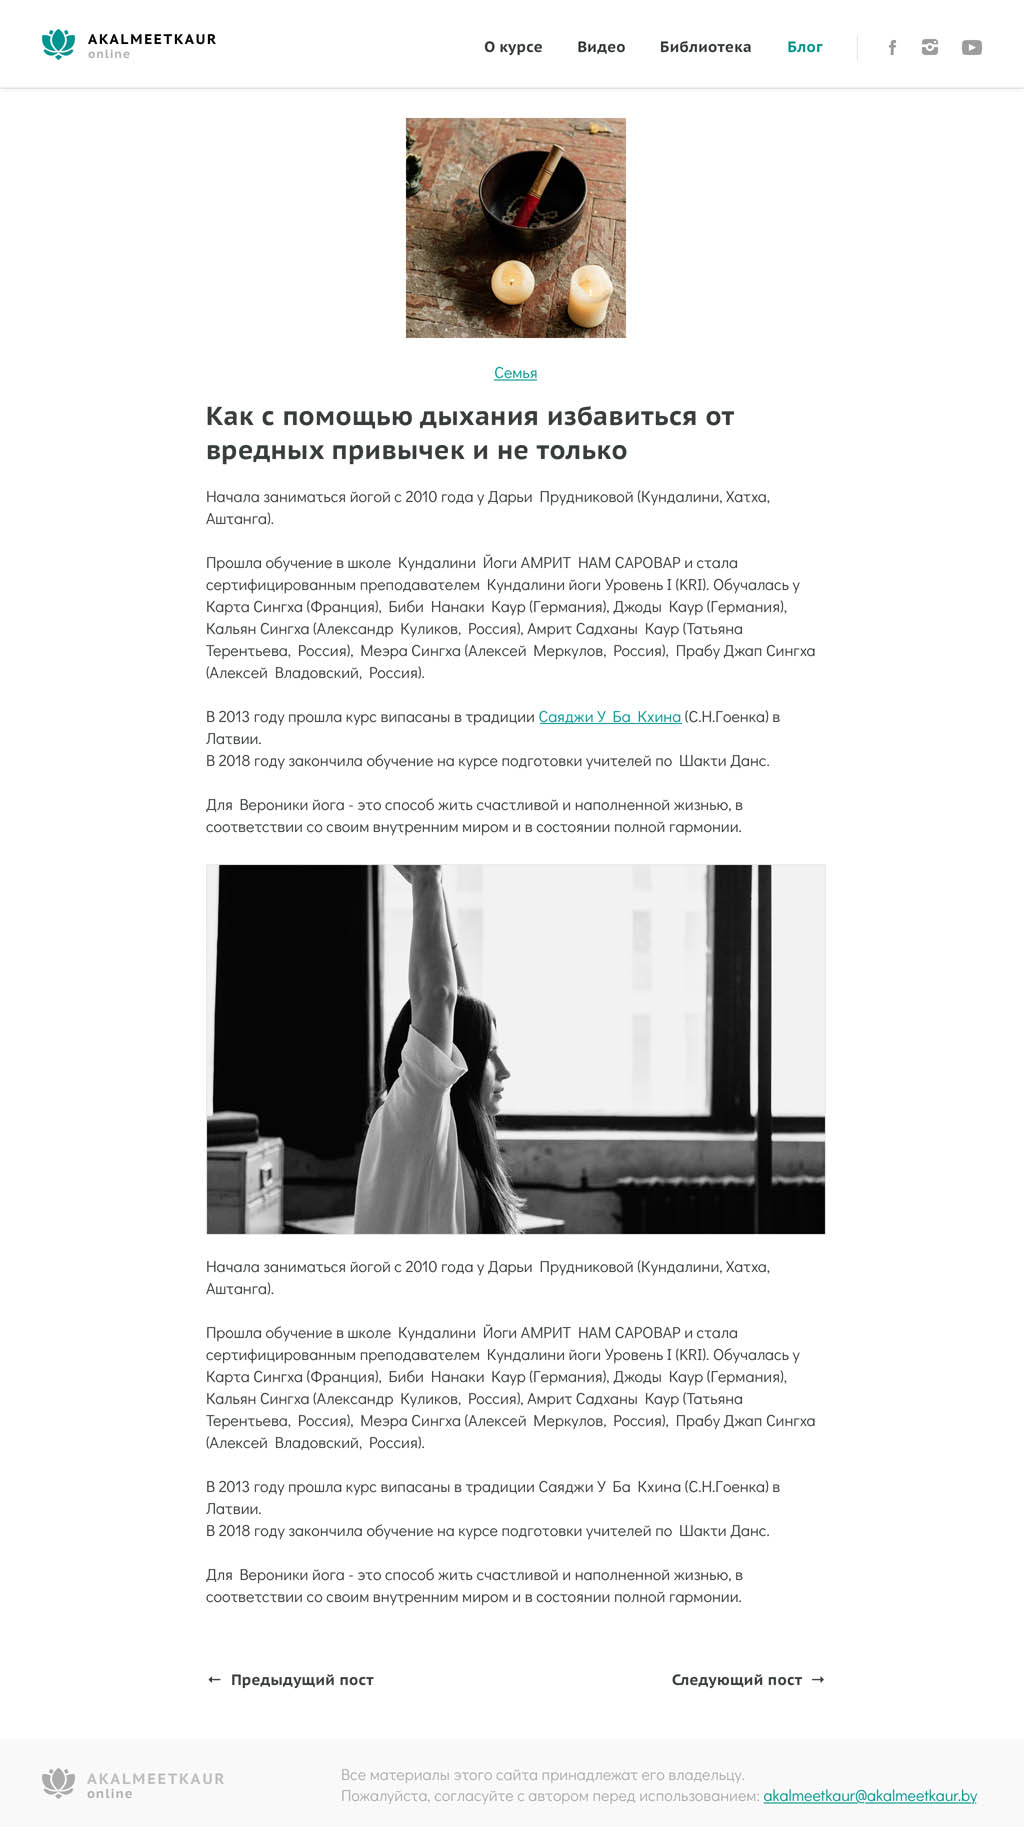 AKALMEETKAUR
online
О курсе Видео Библиотека Блог
Семья
Как с помощью дыхания избавиться от
вредных привычек и не только
Начала заниматься йогой с 2010 года у Дарьи Прудниковой (Кундалини, Хатха,
Аштанга).
Прошла обучение в школе Кундалини Йоги АМРИТ НАМ САРОВАР и стала
сертифицированным преподавателем Кундалини йоги Уровень I (KRI). Обучалась у
Карта Сингха (Франция), Биби Нанаки Каур (Германия), Джоды Каур (Германия),
Кальян Сингха (Александр Куликов, Россия), Амрит Садханы Каур (Татьяна
Терентьева, Россия), Меэра Сингха (Алексей Меркулов, Россия), Прабу Джап Сингха
(Алексей Владовский, Россия).
В 2013 году прошла курс випасаны в традиции Саяджи У Ба Кхина (С.Н.Гоенка) в
Латвии.
В 2018 году закончила обучение на курсе подготовки учителей по Шакти Данс.
Для Вероники йога - это способ жить счастливой и наполненной жизнью, в
соответствии со своим внутренним миром и в состоянии полной гармонии.
Начала заниматься йогой с 2010 года у Дарьи Прудниковой (Кундалини, Хатха,
Аштанга).
Прошла обучение в школе Кундалини Йоги АМРИТ НАМ САРОВАР и стала
сертифицированным преподавателем Кундалини йоги Уровень I (KRI). Обучалась у
Карта Сингха (Франция), Биби Нанаки Каур (Германия), Джоды Каур (Германия),
Кальян Сингха (Александр Куликов, Россия), Амрит Садханы Каур (Татьяна
Терентьева, Россия), Меэра Сингха (Алексей Меркулов, Россия), Прабу Джап Сингха
(Алексей Владовский, Россия).
В 2013 году прошла курс випасаны в традиции Саяджи У Ба Кхина (С.Н.Гоенка) в
Латвии.
В 2018 году закончила обучение на курсе подготовки учителей по Шакти Данс.
Для Вероники йога - это способ жить счастливой и наполненной жизнью, в
соответствии со своим внутренним миром и в состоянии полной гармонии.
← Предыдущий пост Следующий пост →
AKALMEETKAUR
online
Все материалы этого сайта принадлежат его владельцу.
Пожалуйста, согласуйте с автором перед использованием: akalmeetkaur@akalmeetkaur.by